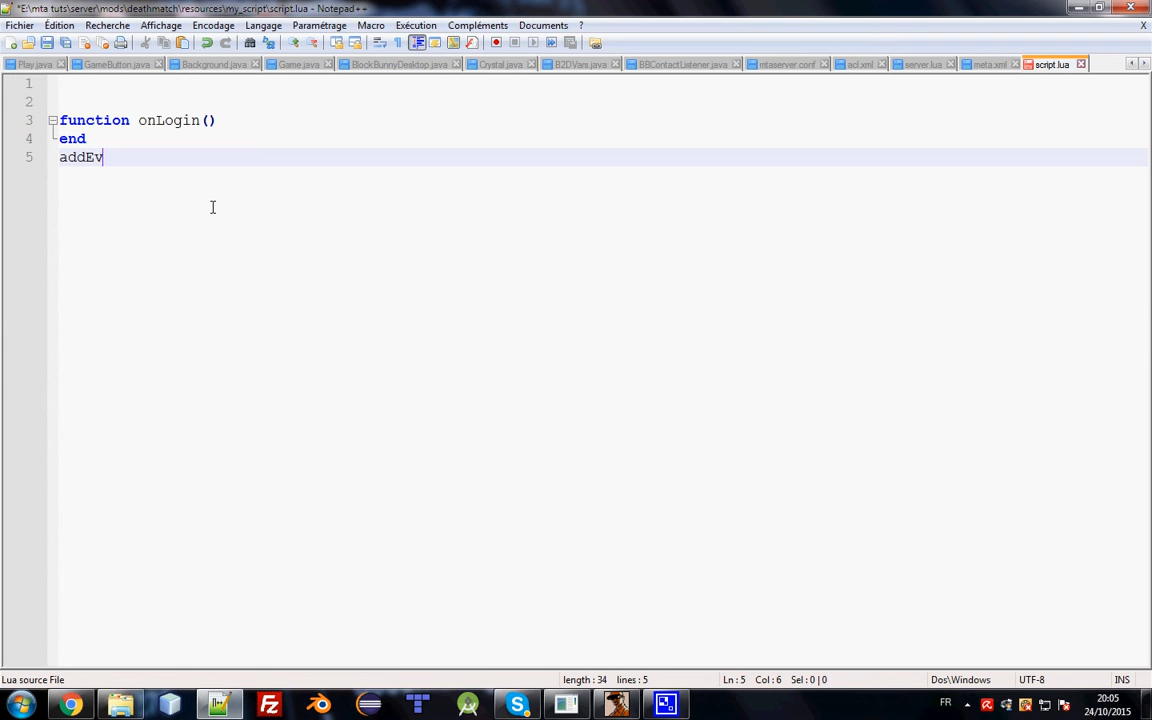 *E:\mta tuts\server\mods\deathmatch\resources\my_script\script.lua - Notepad++
Fichier Édition Recherche Affichage Encodage Langage Paramétrage Macro Exécution Compléments Documents ? X
Play.java GameButton.java Background.java Game.java BlockBunnyDesktop.java Crystal.java B2DVars.java BBContactListener.java mtaserver.conf acl.xml server.lua meta.xml script.lua
1
2
3 function onLogin()
4 end
5 addEv
Lua source File length : 34 lines : 5 Ln : 5 Col : 6 Sel : 0 | 0 Dos\Windows UTF-8 INS
FR 20:05
24/10/2015